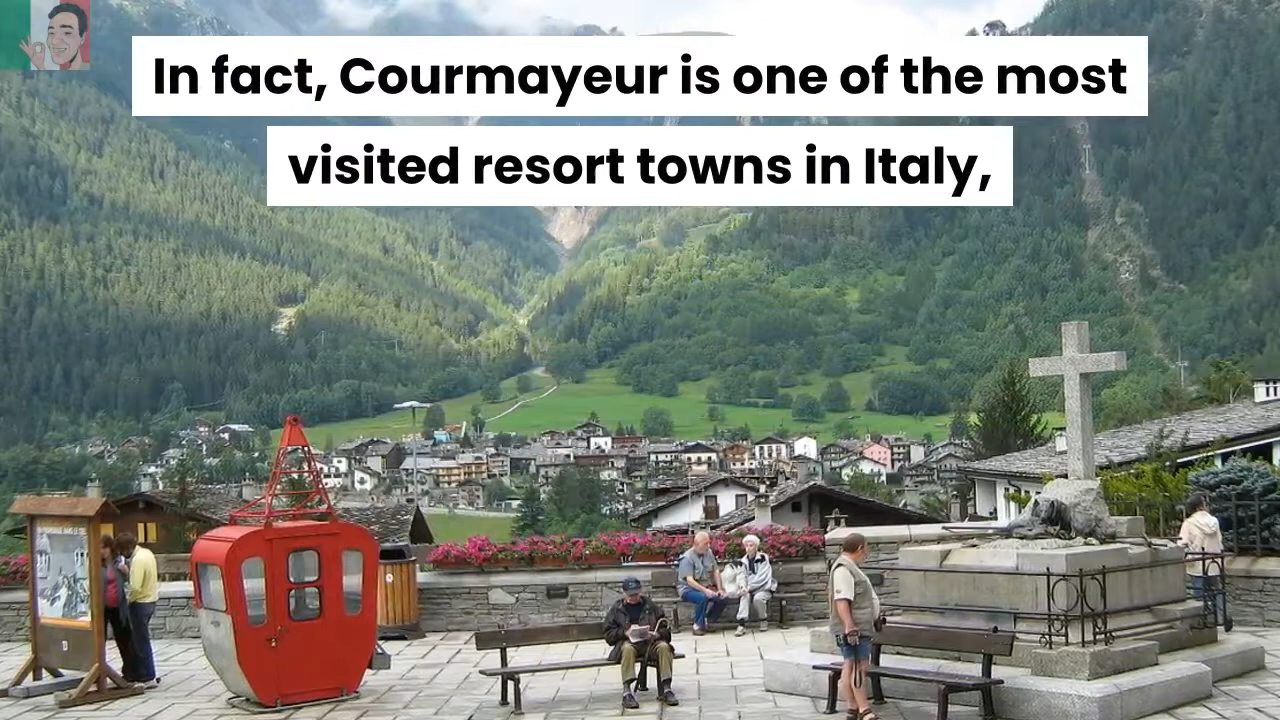 In fact, Courmayeur is one of the most
visited resort towns in Italy,